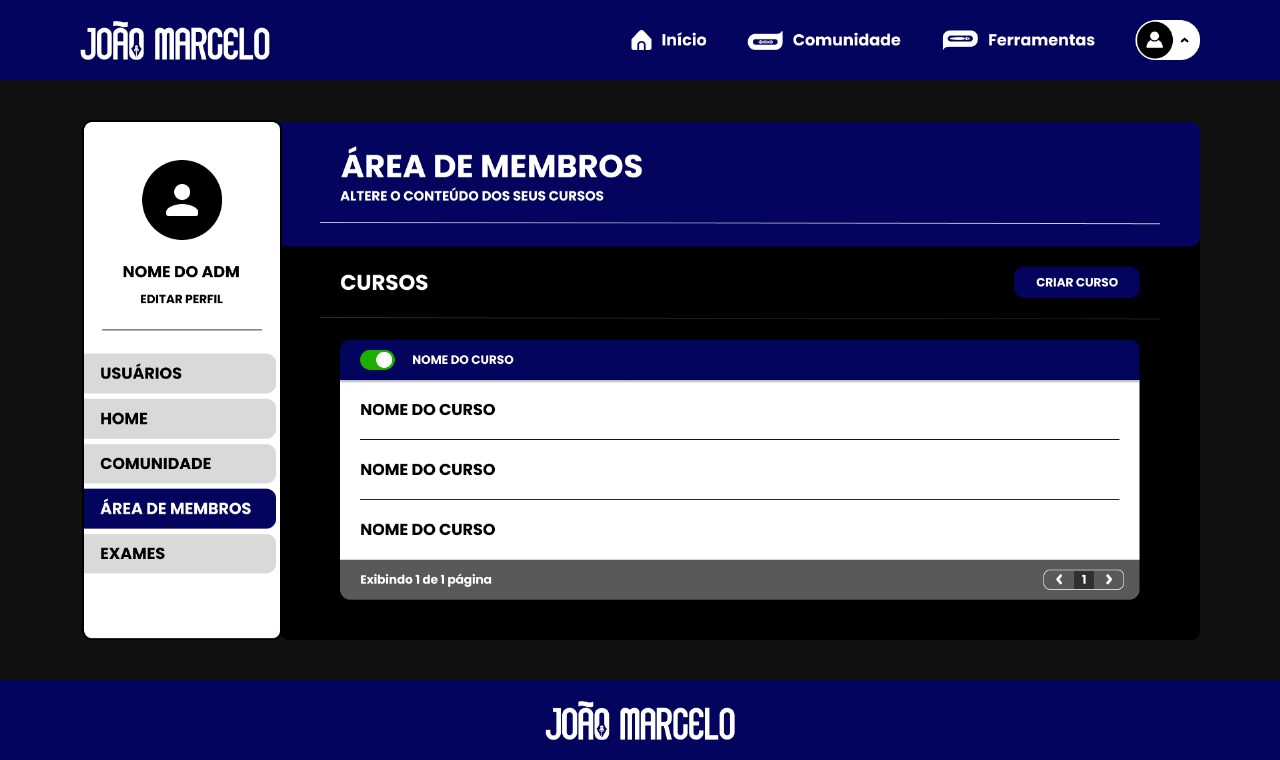 JOÃO MARCELO
Início
Comunidade
Ferramentas
NOME DO ADM
EDITAR PERFIL
USUÁRIOS
HOME
COMUNIDADE
ÁREA DE MEMBROS
EXAMES
ÁREA DE MEMBROS
ALTERE O CONTEÚDO DOS SEUS CURSOS
CURSOS
CRIAR CURSO
NOME DO CURSO
NOME DO CURSO
NOME DO CURSO
NOME DO CURSO
Exibindo 1 de 1 página
1
JOÃO MARCELO